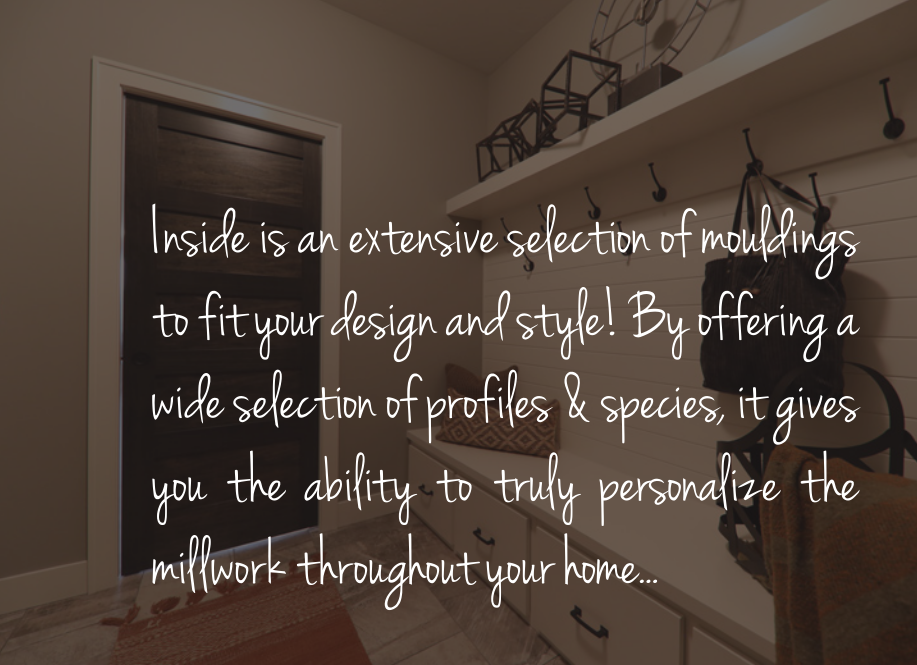 Inside is an extensive selection of mouldings
to fit your design and style! By offering a
wide selection of profiles & species, it gives
you the ability to truly personalize the
millwork throughout your home...